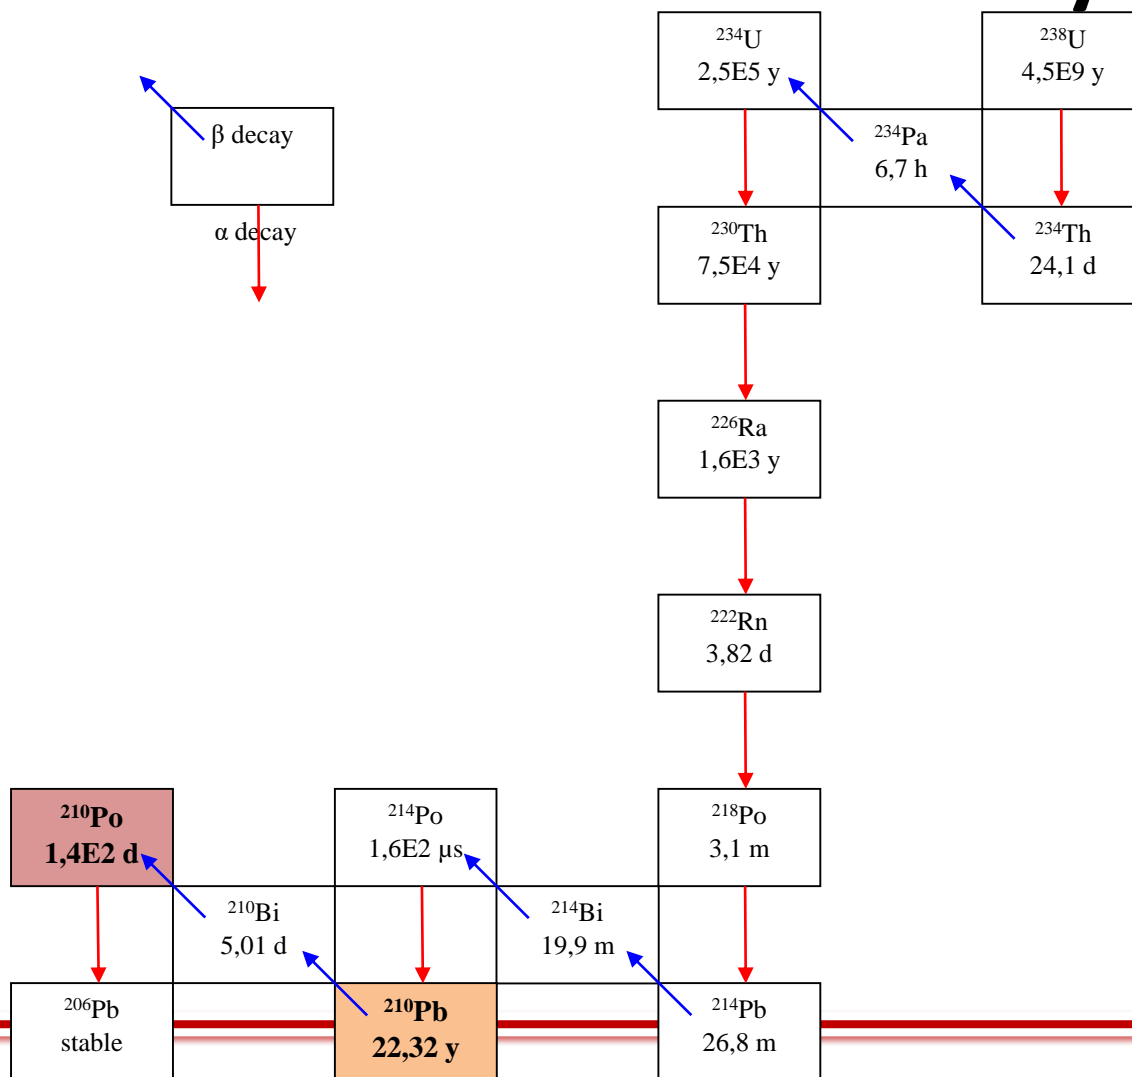 ²³⁴U
2,5E5 y
²³⁸U
4,5E9 y
β decay
²³⁴Pa
6,7 h
α decay
²³⁰Th
7,5E4 y
²³⁴Th
24,1 d
²²⁶Ra
1,6E3 y
²²²Rn
3,82 d
²¹⁰Po
1,4E2 d
²¹⁴Po
1,6E2 µs
²¹⁸Po
3,1 m
²¹⁰Bi
5,01 d
²¹⁴Bi
19,9 m
²⁰⁶Pb
stable
²¹⁰Pb
22,32 y
²¹⁴Pb
26,8 m